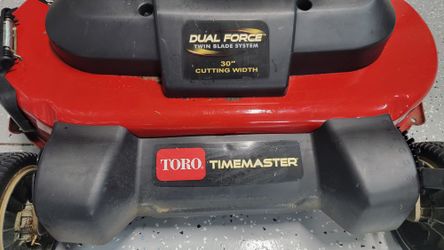 DUAL FORCE
TWIN BLADE SYSTEM
30"
CUTTING WIDTH
TORO TIMEMASTER